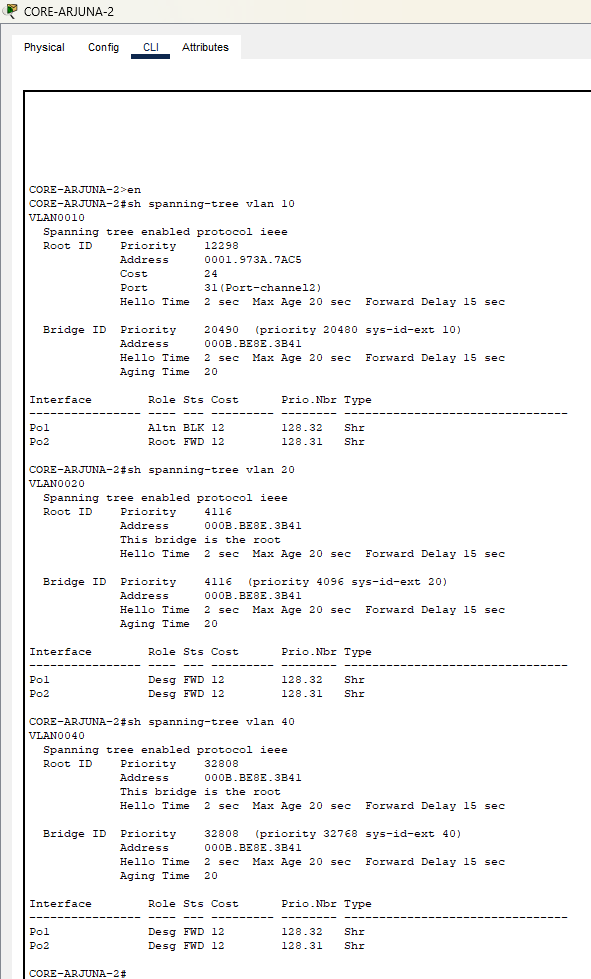 CORE-ARJUNA-2
Physical Config CLI Attributes
CORE-ARJUNA-2>en
CORE-ARJUNA-2#sh spanning-tree vlan 10
VLAN0010
  Spanning tree enabled protocol ieee
  Root ID    Priority    12298
             Address     0001.973A.7AC5
             Cost        24
             Port        31(Port-channel2)
             Hello Time  2 sec  Max Age 20 sec  Forward Delay 15 sec

  Bridge ID  Priority    20490  (priority 20480 sys-id-ext 10)
             Address     000B.BE8E.3B41
             Hello Time  2 sec  Max Age 20 sec  Forward Delay 15 sec
             Aging Time  20

Interface        Role Sts Cost      Prio.Nbr Type
---------------- ---- --- --------- -------- --------------------------------
Po1              Altn BLK 12        128.32   Shr
Po2              Root FWD 12        128.31   Shr

CORE-ARJUNA-2#sh spanning-tree vlan 20
VLAN0020
  Spanning tree enabled protocol ieee
  Root ID    Priority    4116
             Address     000B.BE8E.3B41
             This bridge is the root
             Hello Time  2 sec  Max Age 20 sec  Forward Delay 15 sec

  Bridge ID  Priority    4116  (priority 4096 sys-id-ext 20)
             Address     000B.BE8E.3B41
             Hello Time  2 sec  Max Age 20 sec  Forward Delay 15 sec
             Aging Time  20

Interface        Role Sts Cost      Prio.Nbr Type
---------------- ---- --- --------- -------- --------------------------------
Po1              Desg FWD 12        128.32   Shr
Po2              Desg FWD 12        128.31   Shr

CORE-ARJUNA-2#sh spanning-tree vlan 40
VLAN0040
  Spanning tree enabled protocol ieee
  Root ID    Priority    32808
             Address     000B.BE8E.3B41
             This bridge is the root
             Hello Time  2 sec  Max Age 20 sec  Forward Delay 15 sec

  Bridge ID  Priority    32808  (priority 32768 sys-id-ext 40)
             Address     000B.BE8E.3B41
             Hello Time  2 sec  Max Age 20 sec  Forward Delay 15 sec
             Aging Time  20

Interface        Role Sts Cost      Prio.Nbr Type
---------------- ---- --- --------- -------- --------------------------------
Po1              Desg FWD 12        128.32   Shr
Po2              Desg FWD 12        128.31   Shr

CORE-ARJUNA-2#